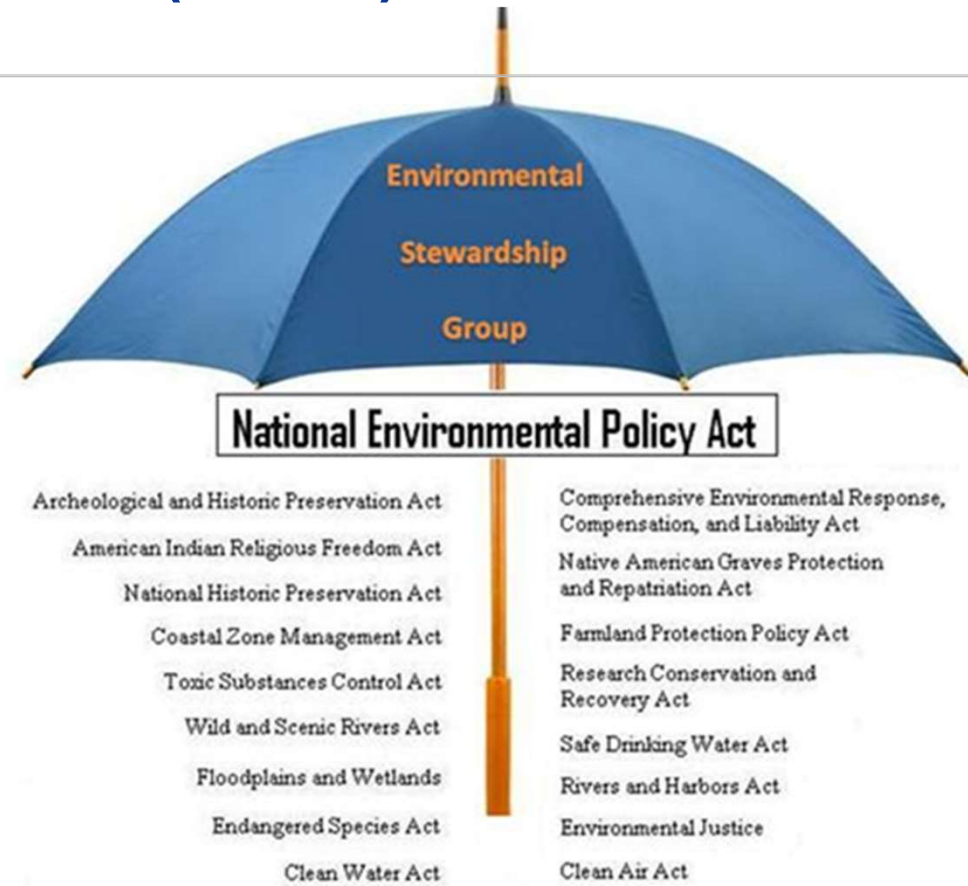 Environmental
Stewardship
Group
National Environmental Policy Act
Archeological and Historic Preservation Act
American Indian Religious Freedom Act
National Historic Preservation Act
Coastal Zone Management Act
Toxic Substances Control Act
Wild and Scenic Rivers Act
Floodplains and Wetlands
Endangered Species Act
Clean Water Act
Comprehensive Environmental Response,
Compensation, and Liability Act
Native American Graves Protection
and Repatriation Act
Farmland Protection Policy Act
Research Conservation and
Recovery Act
Safe Drinking Water Act
Rivers and Harbors Act
Environmental Justice
Clean Air Act